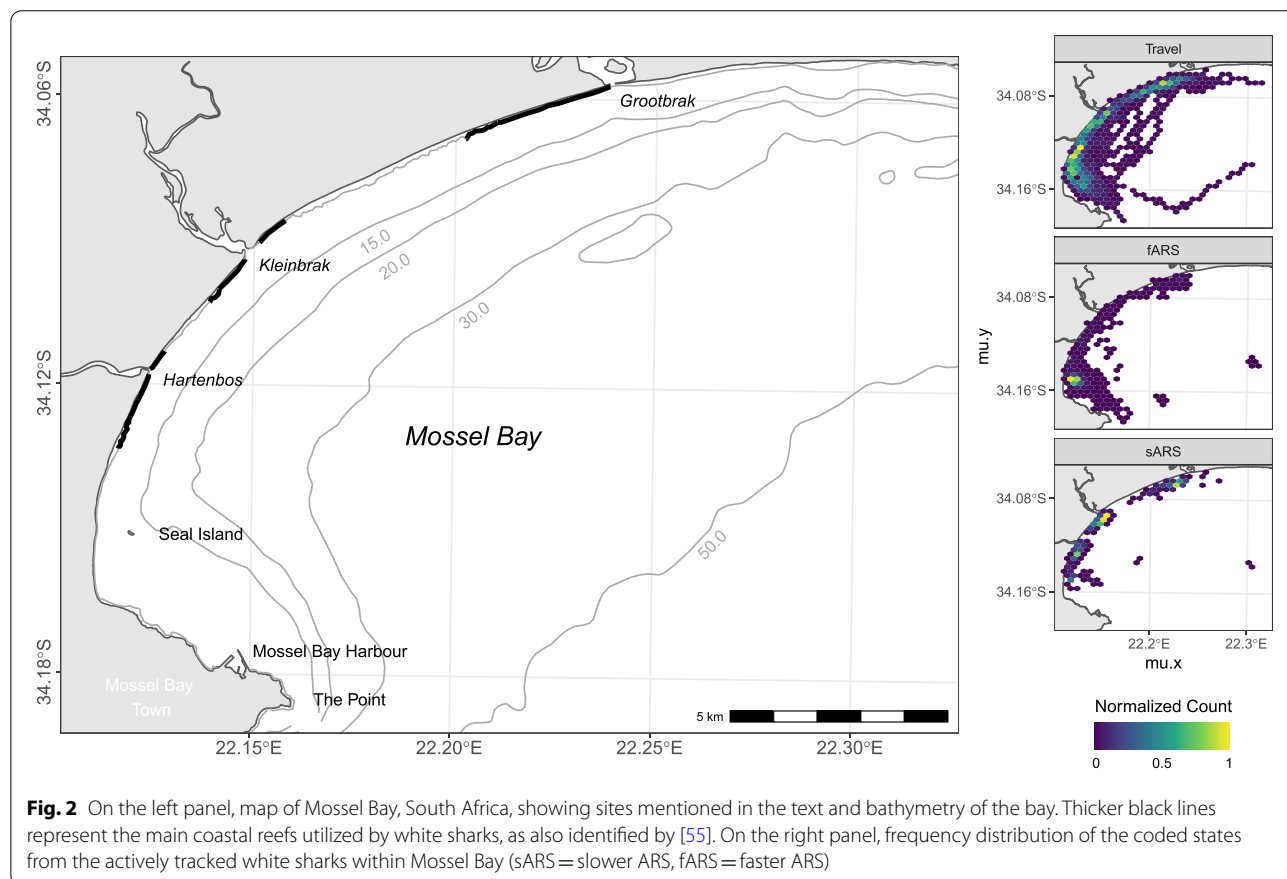 34.06°S
34.12°S
34.18°S
Grootbrak
Kleinbrak
Hartenbos
15.0
20.0
30.0
50.0
Mossel Bay
Seal Island
Mossel Bay Harbour
The Point
Mossel Bay
Town
5 km
22.15°E
22.20°E
22.25°E
22.30°E
Travel
34.08°S
34.16°S
fARS
34.08°S
34.16°S
sARS
34.08°S
34.16°S
mu.y
22.2°E
22.3°E
mu.x
Normalized Count
0
0.5
1
Fig. 2 On the left panel, map of Mossel Bay, South Africa, showing sites mentioned in the text and bathymetry of the bay. Thicker black lines
represent the main coastal reefs utilized by white sharks, as also identified by [55]. On the right panel, frequency distribution of the coded states
from the actively tracked white sharks within Mossel Bay (sARS = slower ARS, fARS = faster ARS)